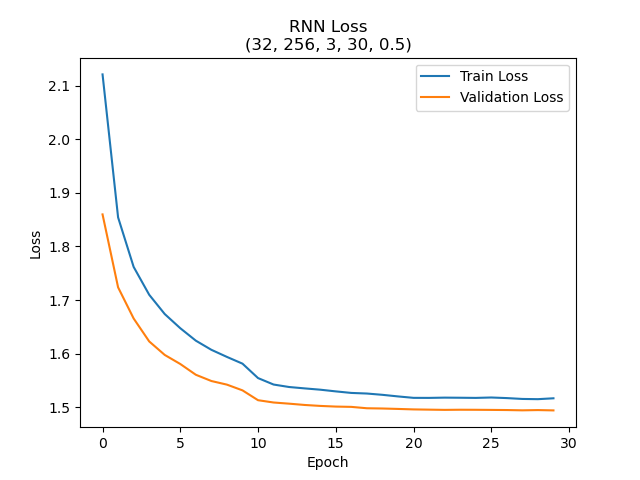 RNN Loss
(32, 256, 3, 30, 0.5)
Train Loss
Validation Loss
2.1
2.0
1.9
1.8
1.7
1.6
1.5
Loss
0 5 10 15 20 25 30
Epoch